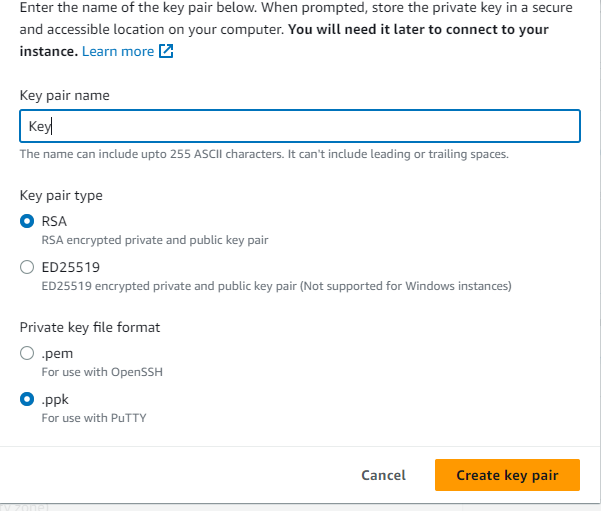 Enter the name of the key pair below. When prompted, store the private key in a secure
and accessible location on your computer. You will need it later to connect to your
instance. Learn more
Key pair name
Key
The name can include upto 255 ASCII characters. It can't include leading or trailing spaces.
Key pair type
RSA
RSA encrypted private and public key pair
ED25519
ED25519 encrypted private and public key pair (Not supported for Windows instances)
Private key file format
.pem
For use with OpenSSH
.ppk
For use with PuTTY
Cancel
Create key pair